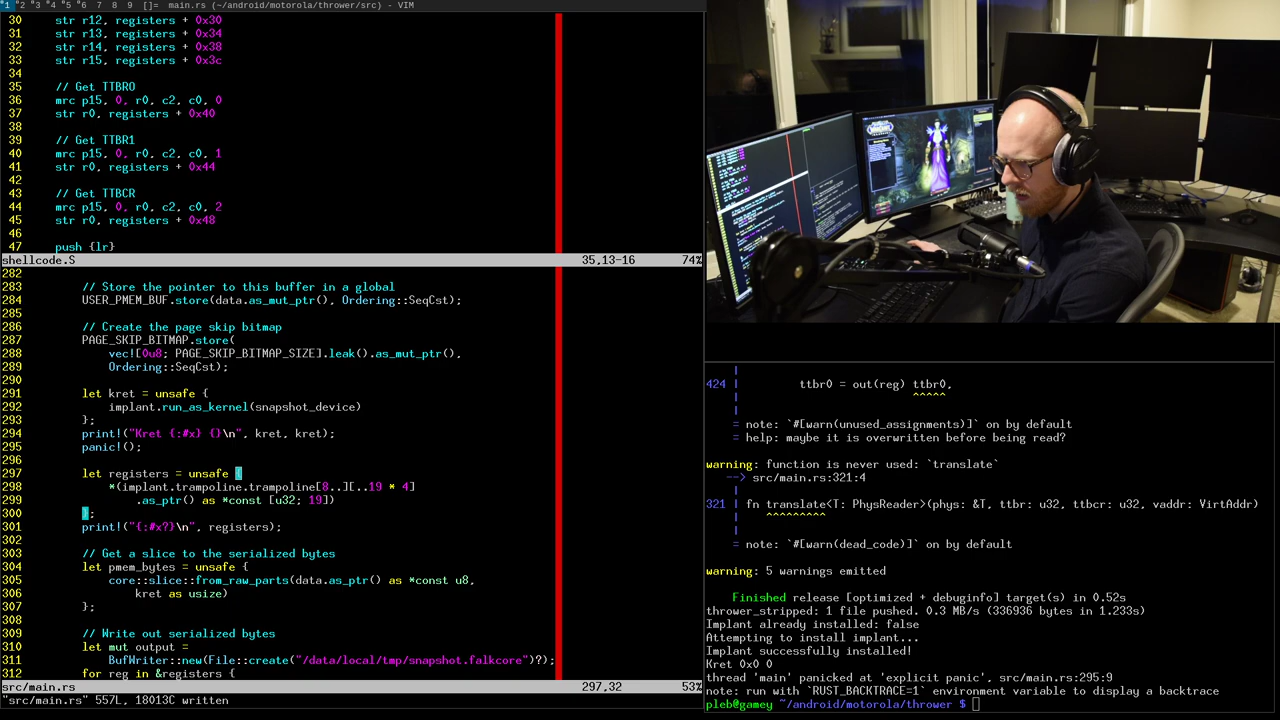 1 2 3 4 5 6 7 8 9 []= main.rs (~/android/motorola/thrower/src) - VIM
30 str r12, registers + 0x30
31 str r13, registers + 0x34
32 str r14, registers + 0x38
33 str r15, registers + 0x3c
34
35 // Get TTBR0
36 mrc p15, 0, r0, c2, c0, 0
37 str r0, registers + 0x40
38
39 // Get TTBR1
40 mrc p15, 0, r0, c2, c0, 1
41 str r0, registers + 0x44
42
43 // Get TTBCR
44 mrc p15, 0, r0, c2, c0, 2
45 str r0, registers + 0x48
46
47 push {lr}
shellcode.S 35,13-16 74%
282
283 // Store the pointer to this buffer in a global
284 USER_PMEM_BUF.store(data.as_mut_ptr(), Ordering::SeqCst);
285
286 // Create the page skip bitmap
287 PAGE_SKIP_BITMAP.store(
288 vec![0u8; PAGE_SKIP_BITMAP_SIZE].leak().as_mut_ptr(),
289 Ordering::SeqCst);
290
291 let kret = unsafe {
292 implant.run_as_kernel(snapshot_device)
293 };
294 print!("Kret {:#x} {}\n", kret, kret);
295 panic!();
296
297 let registers = unsafe {
298 *(implant.trampoline.trampoline[8..][..19 * 4]
299 .as_ptr() as *const [u32; 19])
300 };
301 print!("{:#x?}\n", registers);
302
303 // Get a slice to the serialized bytes
304 let pmem_bytes = unsafe {
305 core::slice::from_raw_parts(data.as_ptr() as *const u8,
306 kret as usize)
307 };
308
309 // Write out serialized bytes
310 let mut output =
311 BufWriter::new(File::create("/data/local/tmp/snapshot.falkcore")?);
312 for reg in &registers {
src/main.rs 297,32 53%
"src/main.rs" 557L, 18013C written
|
424 | ttbr0 = out(reg) ttbr0,
| ^^^^^
|
= note: `#[warn(unused_assignments)]` on by default
= help: maybe it is overwritten before being read?
warning: function is never used: `translate`
--> src/main.rs:321:4
|
321 | fn translate<T: PhysReader>(phys: &T, ttbr: u32, ttbcr: u32, vaddr: VirtAddr)
| ^^^^^^^^^
|
= note: `#[warn(dead_code)]` on by default
warning: 5 warnings emitted
Finished release [optimized + debuginfo] target(s) in 0.52s
thrower_stripped: 1 file pushed. 0.3 MB/s (336936 bytes in 1.233s)
Implant already installed: false
Attempting to install implant...
Implant successfully installed!
Kret 0x0 0
thread 'main' panicked at 'explicit panic', src/main.rs:295:9
note: run with `RUST_BACKTRACE=1` environment variable to display a backtrace
pleb@gamey ~/android/motorola/thrower $